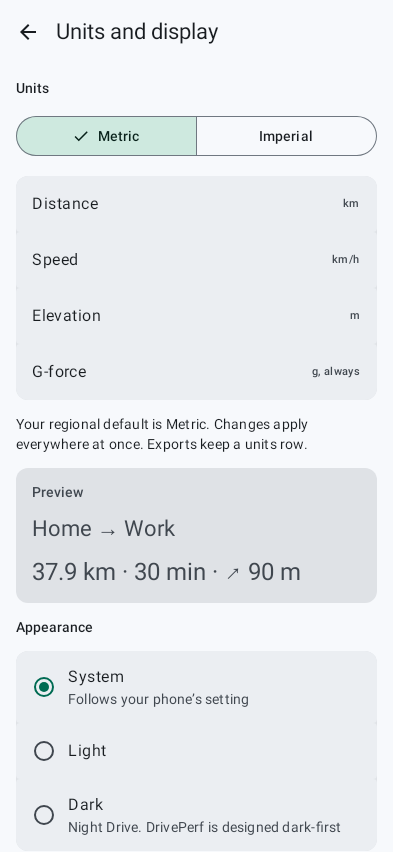 Units and display
Units
Metric
Imperial
Distance
km
Speed
km/h
Elevation
m
G-force
g, always
Your regional default is Metric. Changes apply
everywhere at once. Exports keep a units row.
Preview
Home → Work
37.9 km · 30 min · ↗ 90 m
Appearance
System
Follows your phone’s setting
Light
Dark
Night Drive. DrivePerf is designed dark-first